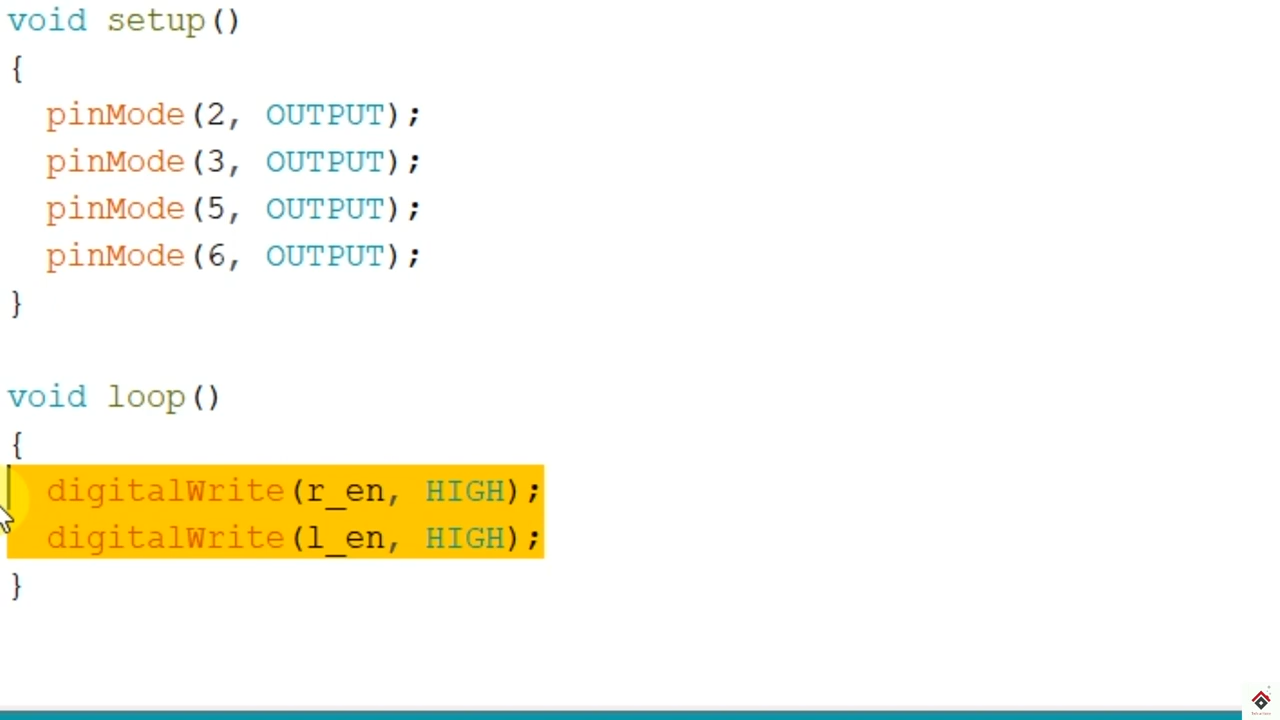 void setup()
{
  pinMode(2, OUTPUT);
  pinMode(3, OUTPUT);
  pinMode(5, OUTPUT);
  pinMode(6, OUTPUT);
}

void loop()
{
  digitalWrite(r_en, HIGH);
  digitalWrite(l_en, HIGH);
}